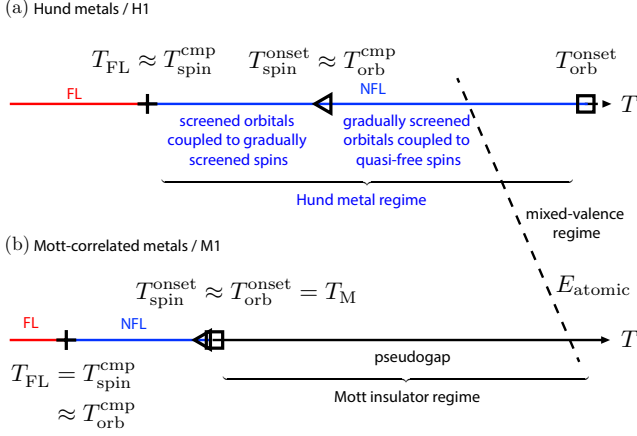 (a) Hund metals / H1
T_FL ≈ T_spin^cmp
T_spin^onset ≈ T_orb^cmp
T_orb^onset
FL
NFL
T
screened orbitals
coupled to gradually
screened spins
gradually screened
orbitals coupled to
quasi-free spins
Hund metal regime
mixed-valence
regime
(b) Mott-correlated metals / M1
E_atomic
T_spin^onset ≈ T_orb^onset = T_M
FL
NFL
T
pseudogap
T_FL = T_spin^cmp
≈ T_orb^cmp
Mott insulator regime